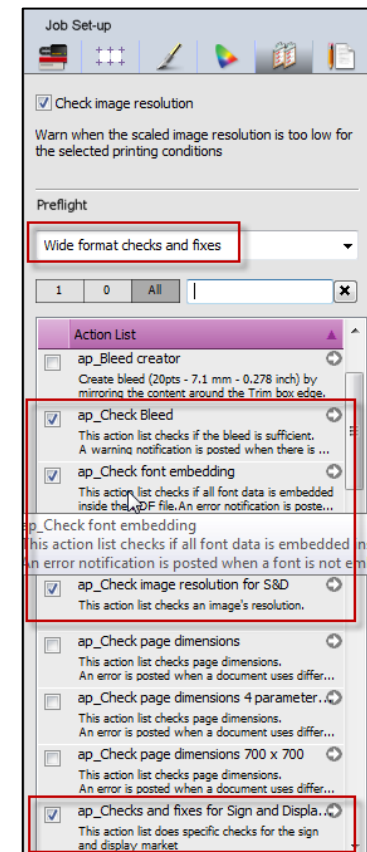 Job Set-up
Check image resolution
Warn when the scaled image resolution is too low for
the selected printing conditions
Preflight
Wide format checks and fixes
1 0 All
Action List
ap_Bleed creator
Create bleed (20pts - 7.1 mm - 0.278 inch) by
mirroring the content around the Trim box edge.
ap_Check Bleed
This action list checks if the bleed is sufficient.
A warning notification is posted when there is ...
ap_Check font embedding
This action list checks if all font data is embedded
inside the PDF file.An error notification is poste...
ap_Check font embedding
This action list checks if all font data is embedded in
An error notification is posted when a font is not em
ap_Check image resolution for S&D
This action list checks an image's resolution.
ap_Check page dimensions
This action list checks page dimensions.
An error is posted when a document uses differ...
ap_Check page dimensions 4 parameter...
This action list checks page dimensions.
An error is posted when a document uses differ...
ap_Check page dimensions 700 x 700
This action list checks page dimensions.
An error is posted when a document uses differ...
ap_Checks and fixes for Sign and Displa...
This action list does specific checks for the sign
and display market